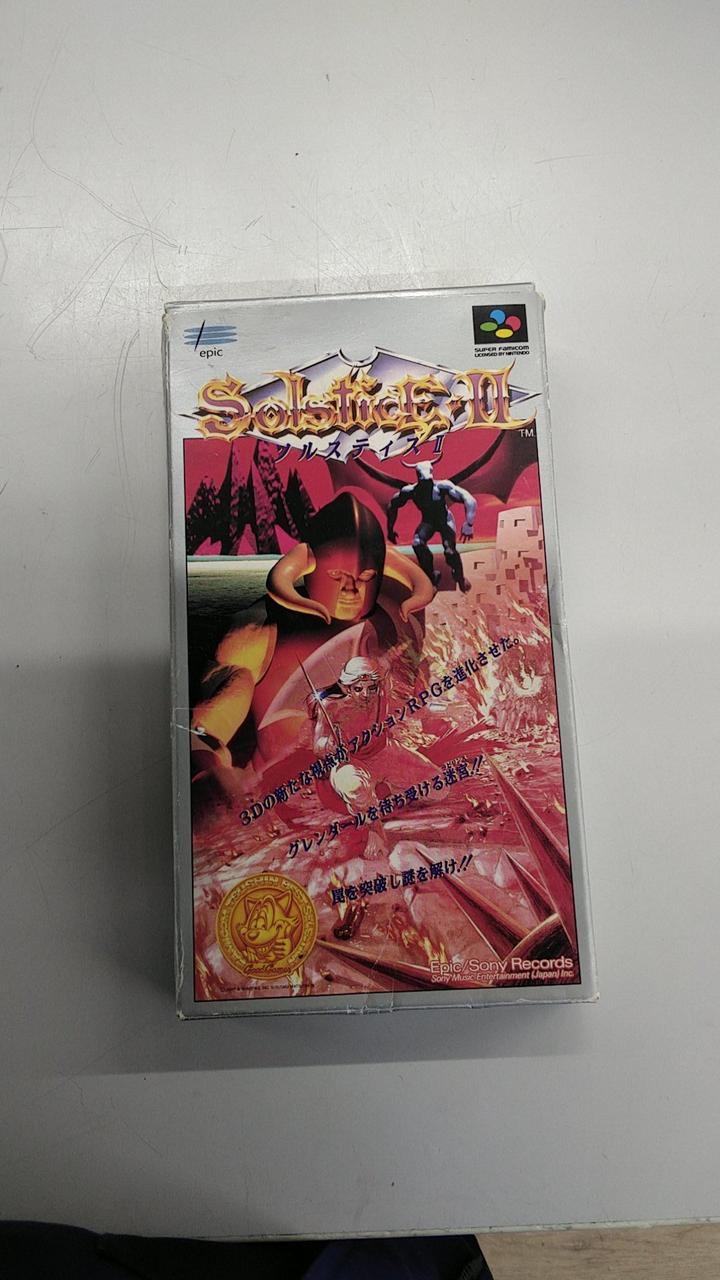 epic
SUPER FAMICOM
LICENSED BY NINTENDO
SolsticE・II
TM
ソルスティスII
3Dの新たな視点がアクションRPGを進化させた。
グレンダールを待ち受ける迷宮!!
罠を突破し謎を解け!!
Good Games
Epic/Sony Records
Sony Music Entertainment (Japan) Inc.